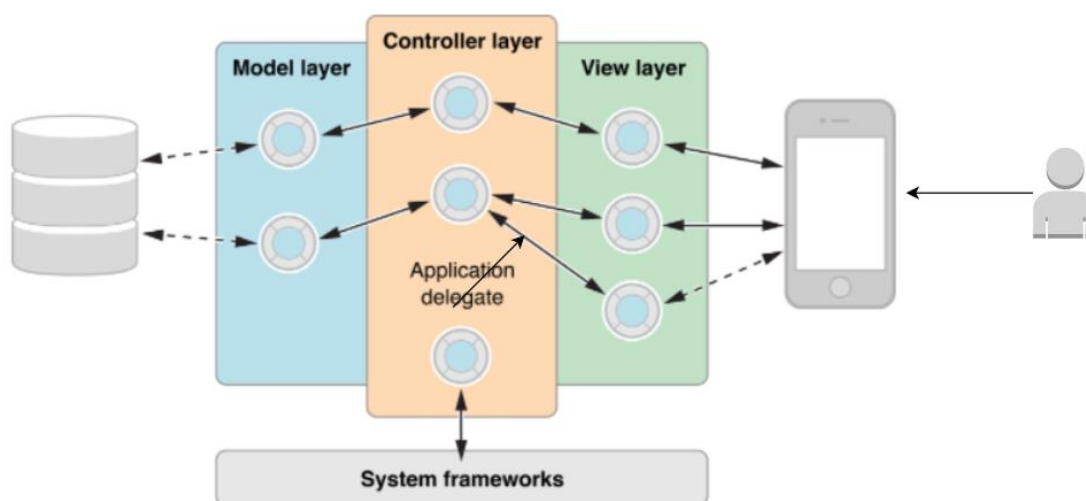 Controller layer
Model layer
View layer
Application
delegate
System frameworks